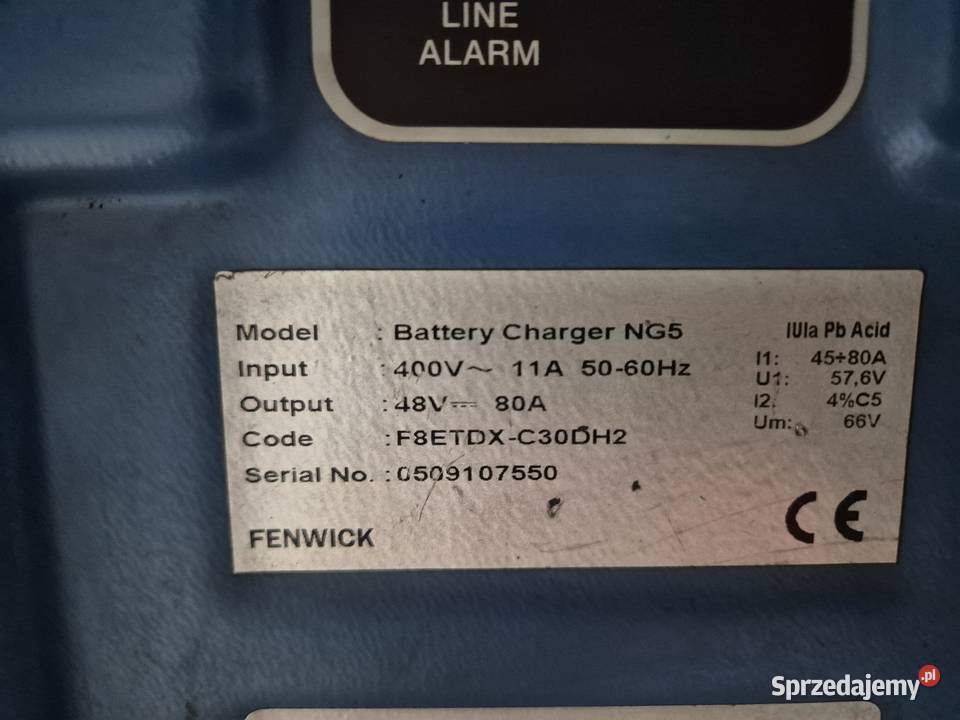 LINE
ALARM
Model : Battery Charger NG5
Input : 400V~ 11A 50-60Hz
Output : 48V⎓ 80A
Code : F8ETDX-C30DH2
Serial No. : 0509107550
FENWICK
IUIa Pb Acid
I1: 45÷80A
U1: 57,6V
I2: 4%C5
Um: 66V
CE
Sprzedajemy.pl